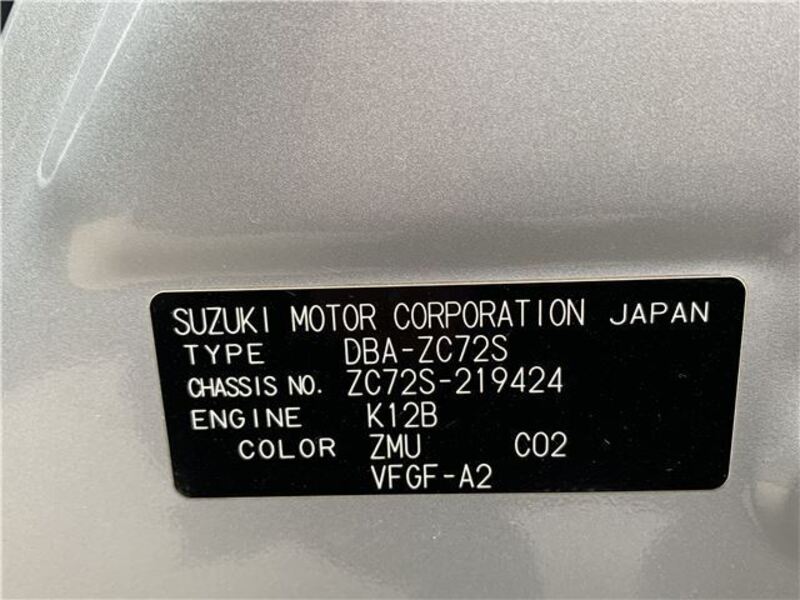 SUZUKI MOTOR CORPORATION JAPAN
TYPE DBA-ZC72S
CHASSIS NO. ZC72S-219424
ENGINE K12B
COLOR ZMU C02
VFGF-A2